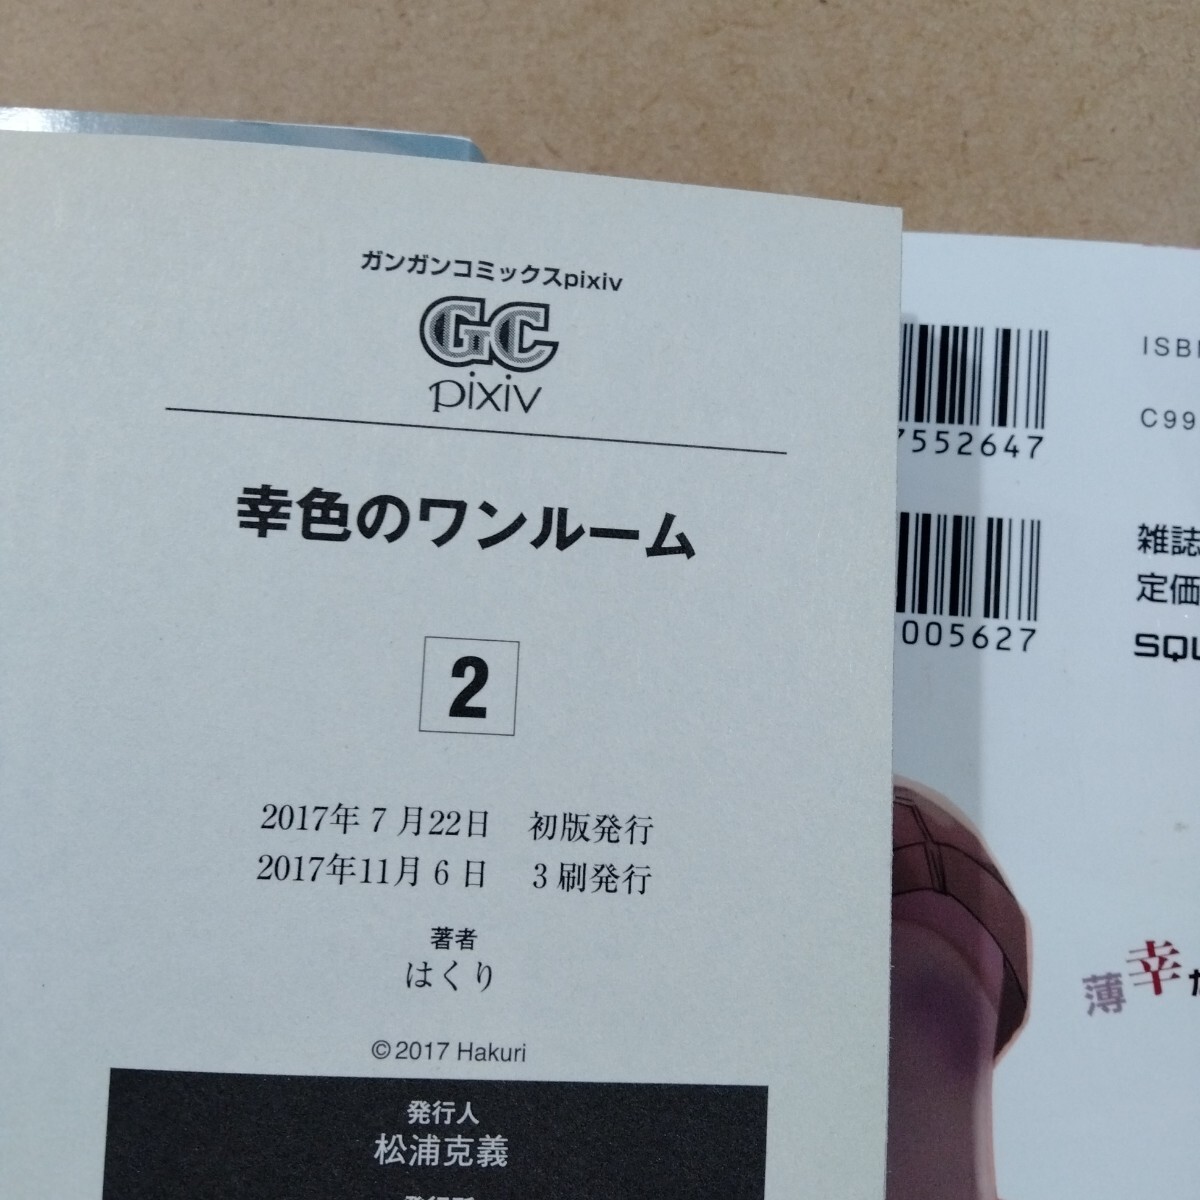 ガンガンコミックスpixiv
GC
pixiv
幸色のワンルーム
2
2017年7月22日 初版発行
2017年11月6日 3刷発行
著者
はくり
©2017 Hakuri
発行人
松浦克義
7552647
005627
ISB
C99
雑誌
定価
SQU
薄幸